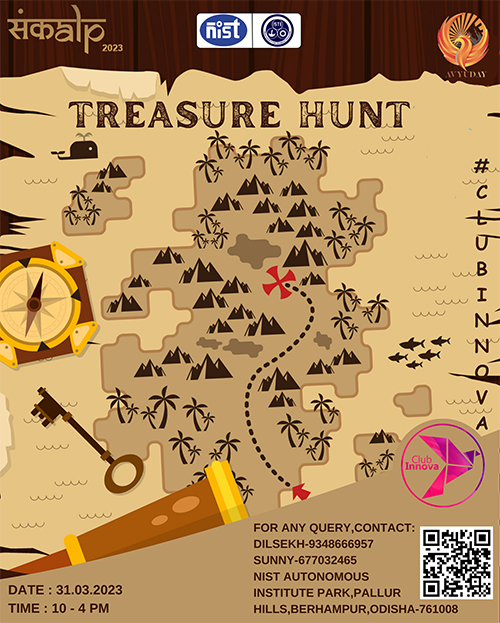 संकalp
2023
nist
STI
AVYUDAY
TREASURE HUNT
#CLUBINNOVA
Club
Innova
FOR ANY QUERY,CONTACT:
DILSEKH-9348666957
SUNNY-677032465
NIST AUTONOMOUS
INSTITUTE PARK,PALLUR
HILLS,BERHAMPUR,ODISHA-761008
DATE : 31.03.2023
TIME : 10 - 4 PM